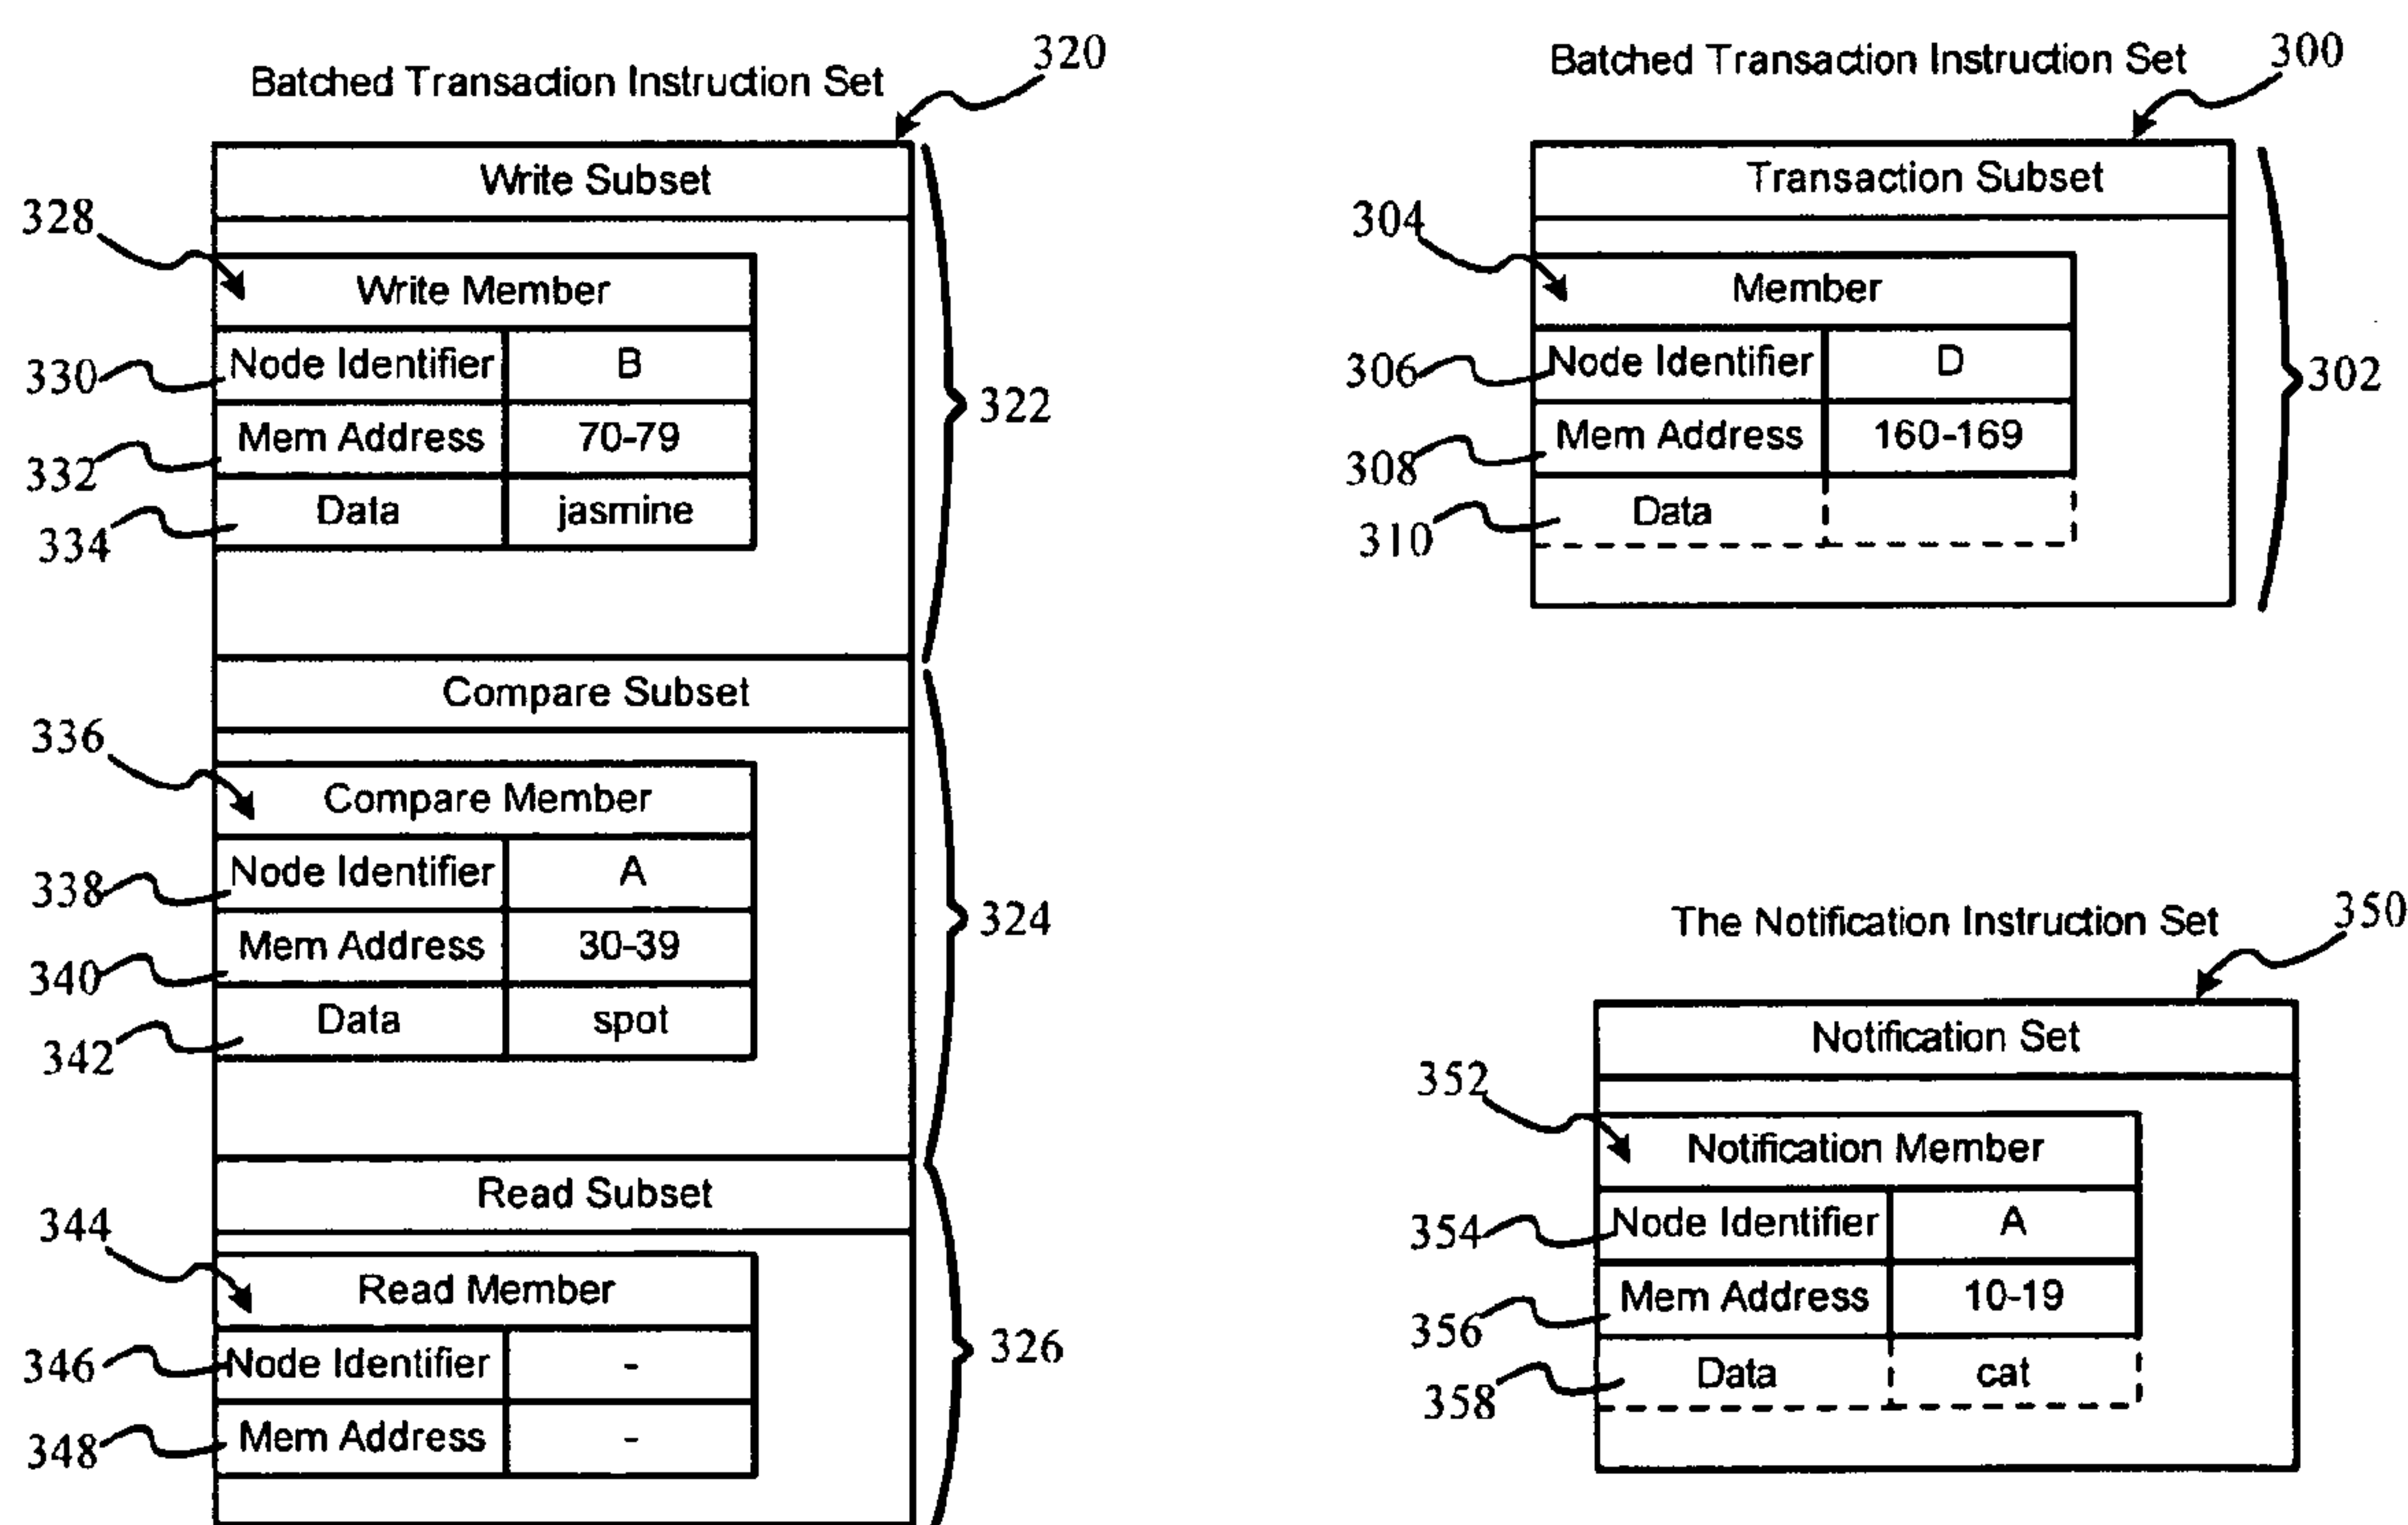 Batched Transaction Instruction Set
320
Write Subset
328
Write Member
330
Node Identifier
B
332
Mem Address
70-79
334
Data
jasmine
322
Compare Subset
336
Compare Member
338
Node Identifier
A
340
Mem Address
30-39
342
Data
spot
324
Read Subset
344
Read Member
346
Node Identifier
-
348
Mem Address
-
326
Batched Transaction Instruction Set
300
Transaction Subset
304
Member
306
Node Identifier
D
308
Mem Address
160-169
310
Data
302
The Notification Instruction Set
350
Notification Set
352
Notification Member
354
Node Identifier
A
356
Mem Address
10-19
358
Data
cat